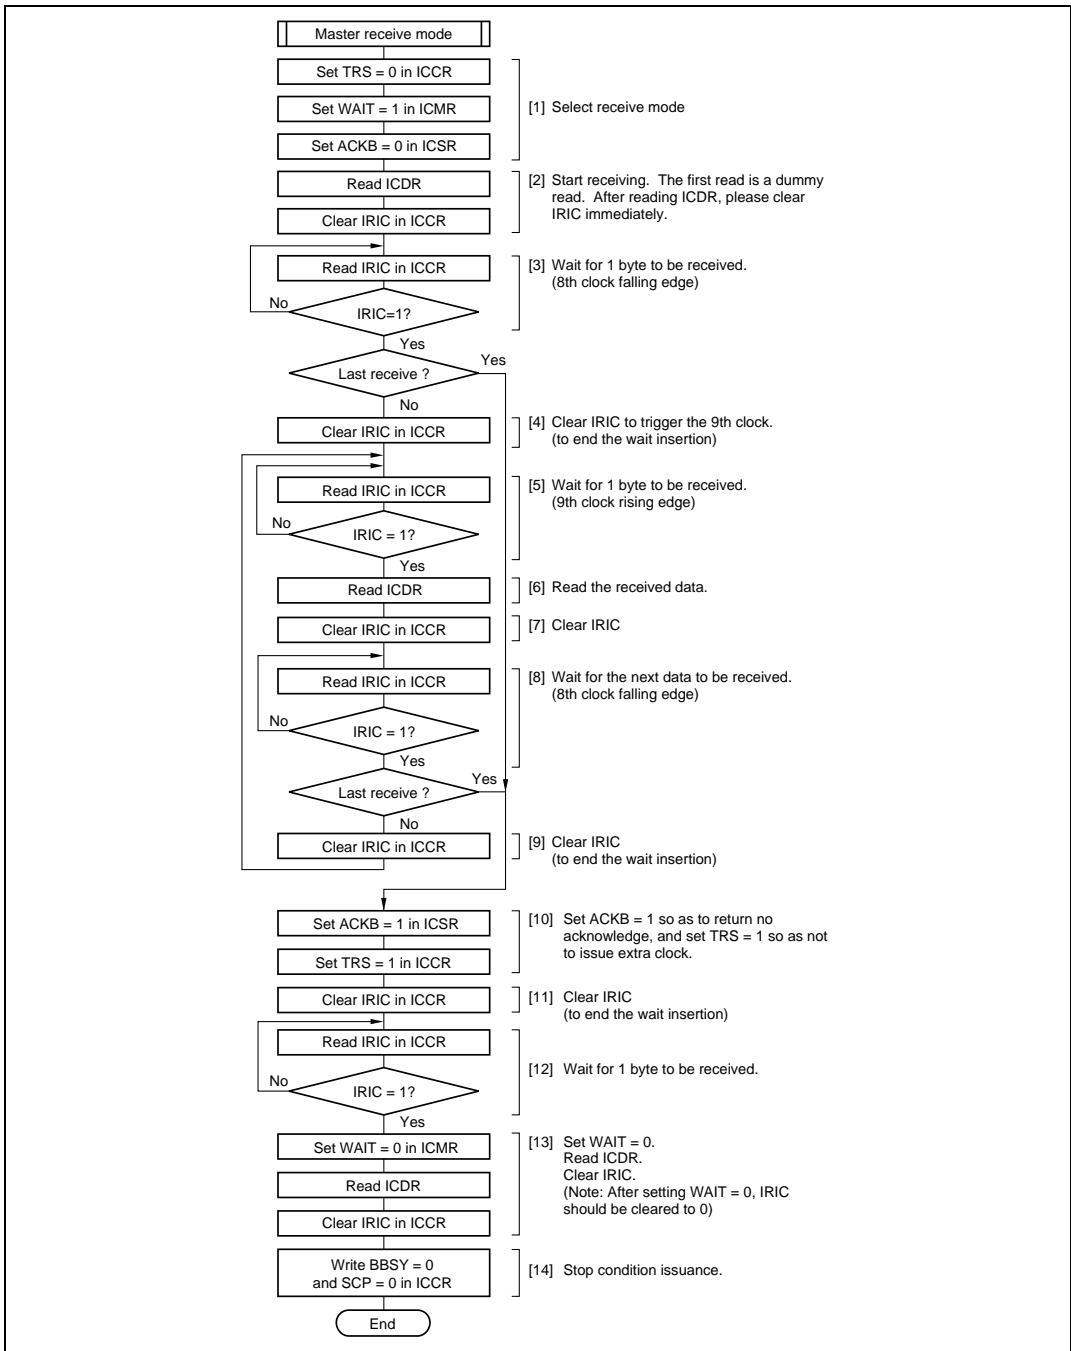 Master receive mode
Set TRS = 0 in ICCR
Set WAIT = 1 in ICMR
[1] Select receive mode
Set ACKB = 0 in ICSR
Read ICDR
[2] Start receiving. The first read is a dummy
read. After reading ICDR, please clear
IRIC immediately.
Clear IRIC in ICCR
Read IRIC in ICCR
[3] Wait for 1 byte to be received.
(8th clock falling edge)
No
IRIC=1?
Yes
Last receive ?
Yes
No
Clear IRIC in ICCR
[4] Clear IRIC to trigger the 9th clock.
(to end the wait insertion)
Read IRIC in ICCR
[5] Wait for 1 byte to be received.
(9th clock rising edge)
No
IRIC = 1?
Yes
Read ICDR
[6] Read the received data.
Clear IRIC in ICCR
[7] Clear IRIC
Read IRIC in ICCR
[8] Wait for the next data to be received.
(8th clock falling edge)
No
IRIC = 1?
Yes
Last receive ?
Yes
No
Clear IRIC in ICCR
[9] Clear IRIC
(to end the wait insertion)
Set ACKB = 1 in ICSR
[10] Set ACKB = 1 so as to return no
acknowledge, and set TRS = 1 so as not
to issue extra clock.
Set TRS = 1 in ICCR
Clear IRIC in ICCR
[11] Clear IRIC
(to end the wait insertion)
Read IRIC in ICCR
[12] Wait for 1 byte to be received.
No
IRIC = 1?
Yes
Set WAIT = 0 in ICMR
Read ICDR
Clear IRIC in ICCR
[13] Set WAIT = 0.
Read ICDR.
Clear IRIC.
(Note: After setting WAIT = 0, IRIC
should be cleared to 0)
Write BBSY = 0
and SCP = 0 in ICCR
[14] Stop condition issuance.
End